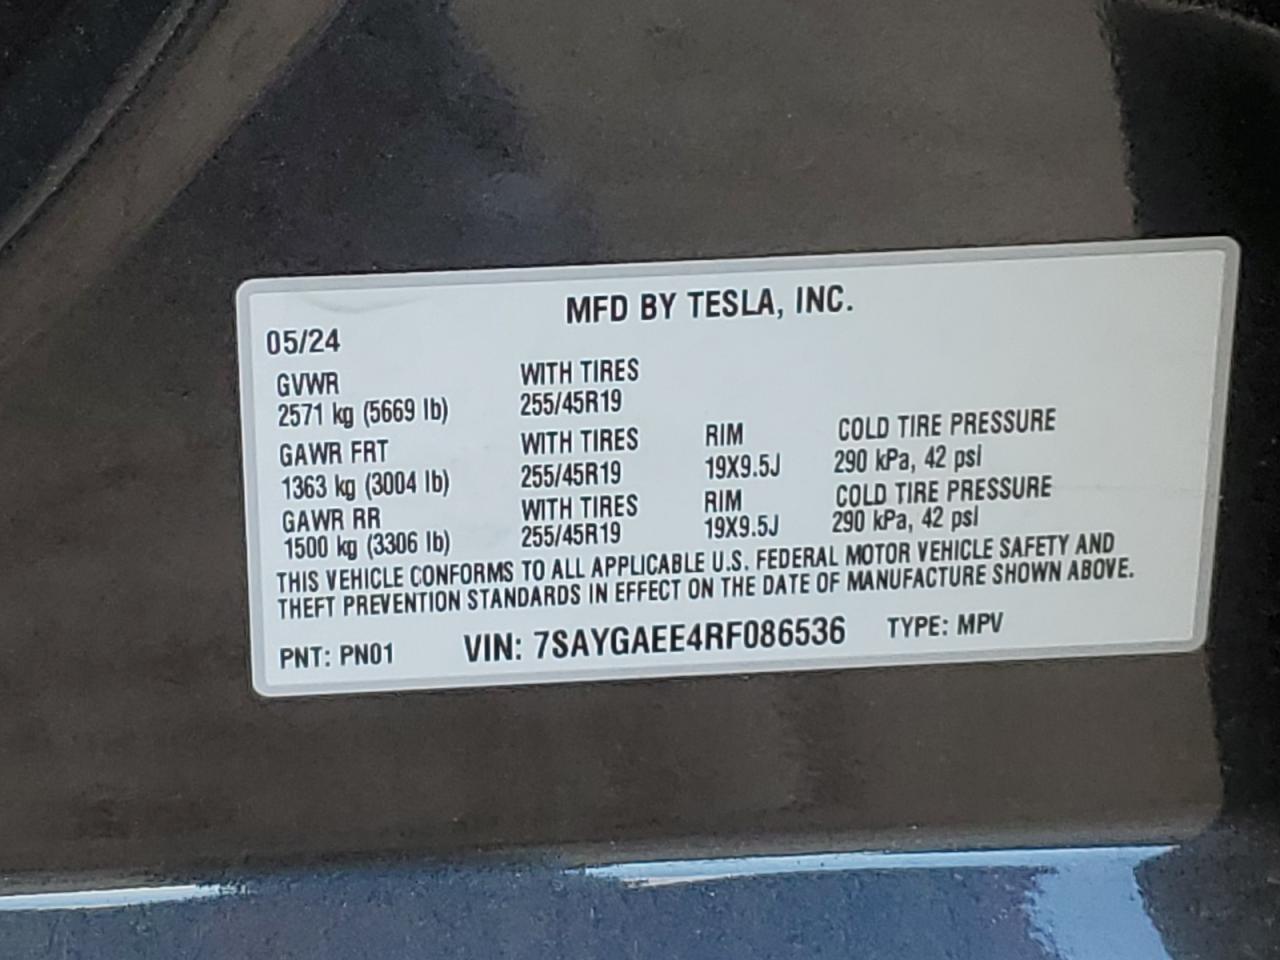 MFD BY TESLA, INC.
05/24
GVWR WITH TIRES
2571 kg (5669 lb) 255/45R19
GAWR FRT WITH TIRES RIM COLD TIRE PRESSURE
1363 kg (3004 lb) 255/45R19 19X9.5J 290 kPa, 42 psi
GAWR RR WITH TIRES RIM COLD TIRE PRESSURE
1500 kg (3306 lb) 255/45R19 19X9.5J 290 kPa, 42 psi
THIS VEHICLE CONFORMS TO ALL APPLICABLE U.S. FEDERAL MOTOR VEHICLE SAFETY AND
THEFT PREVENTION STANDARDS IN EFFECT ON THE DATE OF MANUFACTURE SHOWN ABOVE.
PNT: PN01 VIN: 7SAYGAEE4RF086536 TYPE: MPV